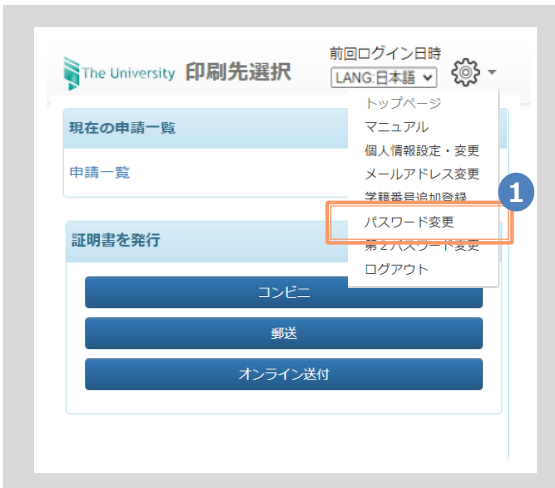 前回ログイン日時
The University 印刷先選択
LANG:日本語
トップページ
現在の申請一覧
マニュアル
個人情報設定・変更
申請一覧
メールアドレス変更
学籍番号追加登録
1
パスワード変更
証明書を発行
第2パスワード変更
ログアウト
コンビニ
郵送
オンライン送付